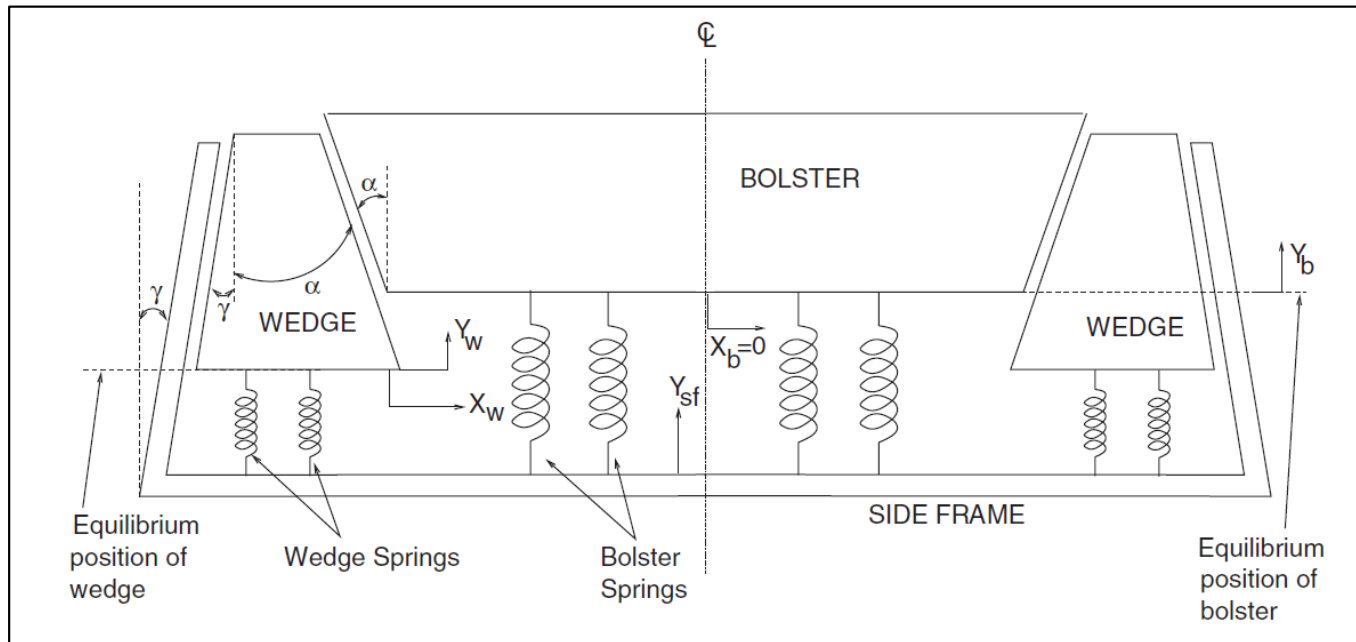 ℄
BOLSTER
α
Y_b
γ
γ
α
WEDGE
Y_w
X_b=0
WEDGE
X_w
Y_sf
SIDE FRAME
Equilibrium
position of
wedge
Wedge Springs
Bolster
Springs
Equilibrium
position of
bolster